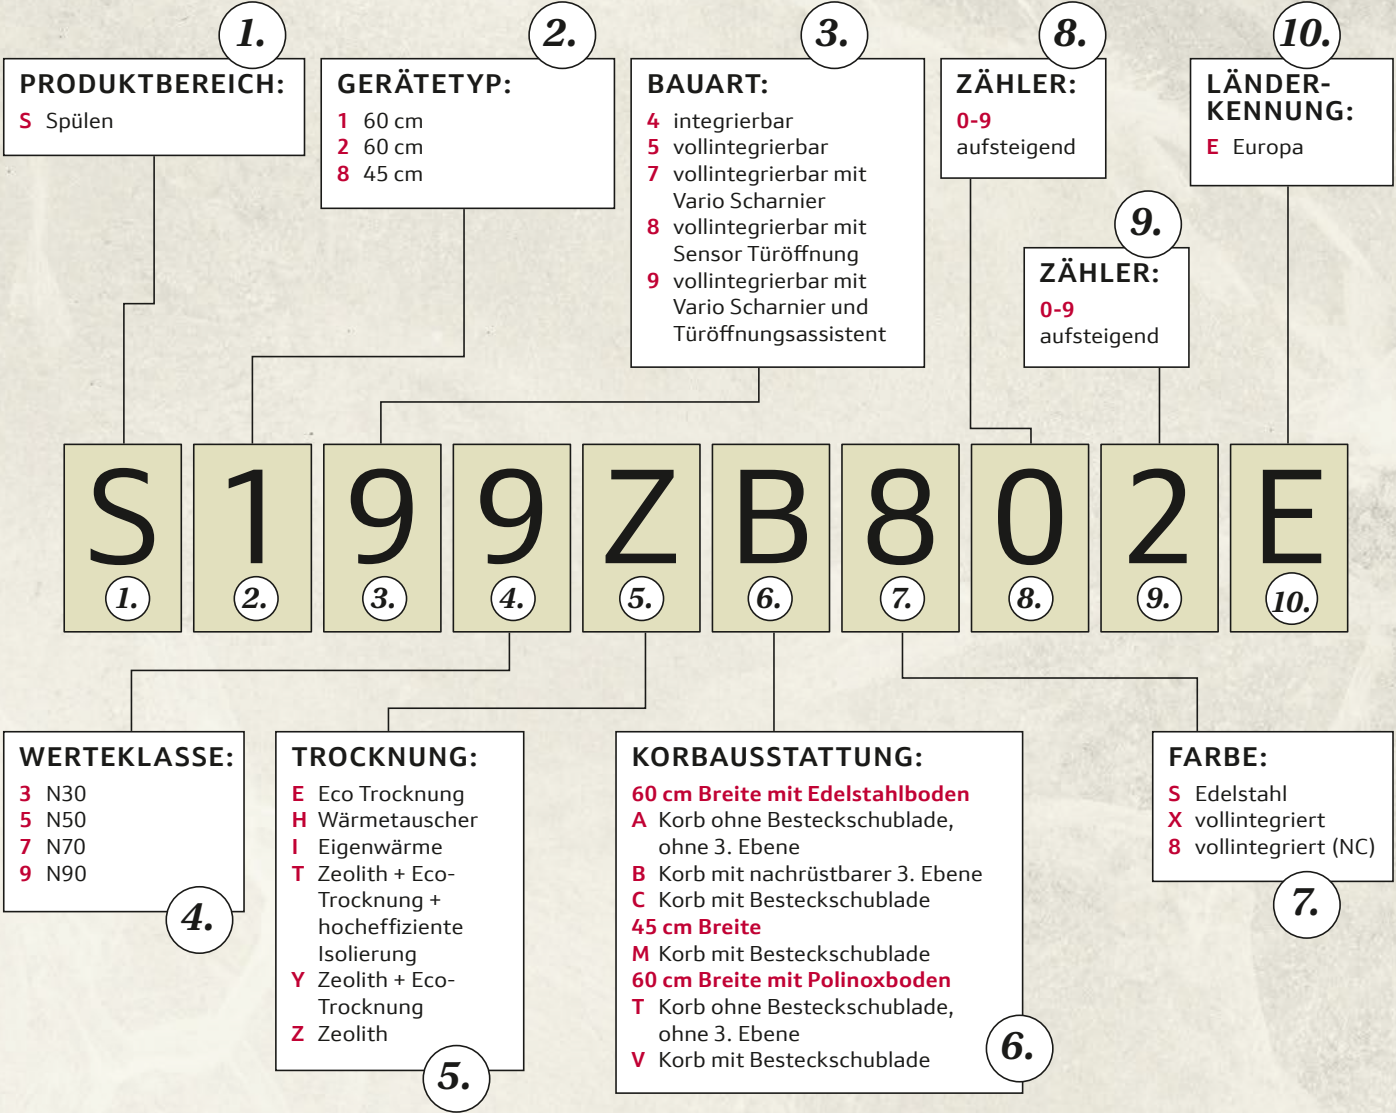 1.
PRODUKTBEREICH:
S Spülen
2.
GERÄTETYP:
1 60 cm
2 60 cm
8 45 cm
3.
BAUART:
4 integrierbar
5 vollintegrierbar
7 vollintegrierbar mit
Vario Scharnier
8 vollintegrierbar mit
Sensor Türöffnung
9 vollintegrierbar mit
Vario Scharnier und
Türöffnungsassistent
8.
ZÄHLER:
0-9
aufsteigend
9.
ZÄHLER:
0-9
aufsteigend
10.
LÄNDER-
KENNUNG:
E Europa
S 1 9 9 Z B 8 0 2 E
1. 2. 3. 4. 5. 6. 7. 8. 9. 10.
WERTEKLASSE:
3 N30
5 N50
7 N70
9 N90
4.
TROCKNUNG:
E Eco Trocknung
H Wärmetauscher
I Eigenwärme
T Zeolith + Eco-
Trocknung +
hocheffiziente
Isolierung
Y Zeolith + Eco-
Trocknung
Z Zeolith
5.
KORBAUSSTATTUNG:
60 cm Breite mit Edelstahlboden
A Korb ohne Besteckschublade,
ohne 3. Ebene
B Korb mit nachrüstbarer 3. Ebene
C Korb mit Besteckschublade
45 cm Breite
M Korb mit Besteckschublade
60 cm Breite mit Polinoxboden
T Korb ohne Besteckschublade,
ohne 3. Ebene
V Korb mit Besteckschublade
6.
FARBE:
S Edelstahl
X vollintegriert
8 vollintegriert (NC)
7.